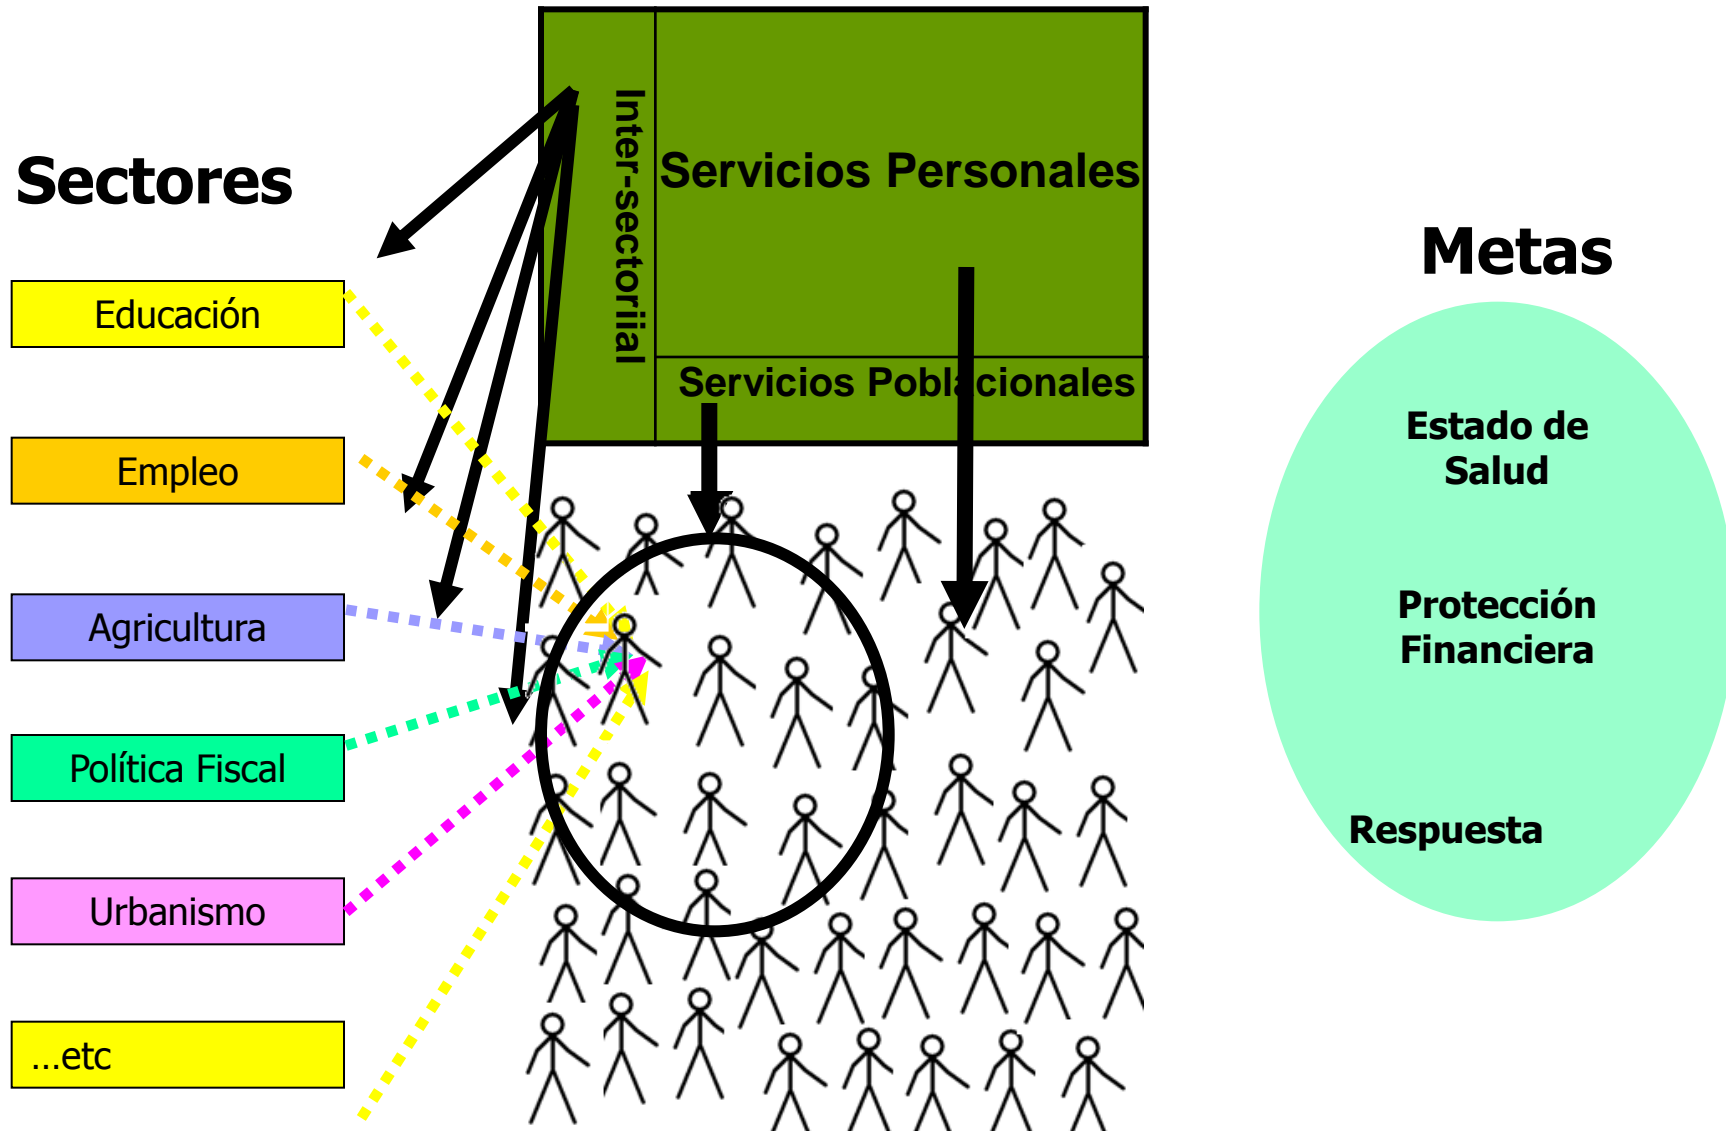 Sectores
Educación
Empleo
Agricultura
Política Fiscal
Urbanismo
...etc
Inter-sectoriial
Servicios Personales
Servicios Poblacionales
Metas
Estado de
Salud
Protección
Financiera
Respuesta